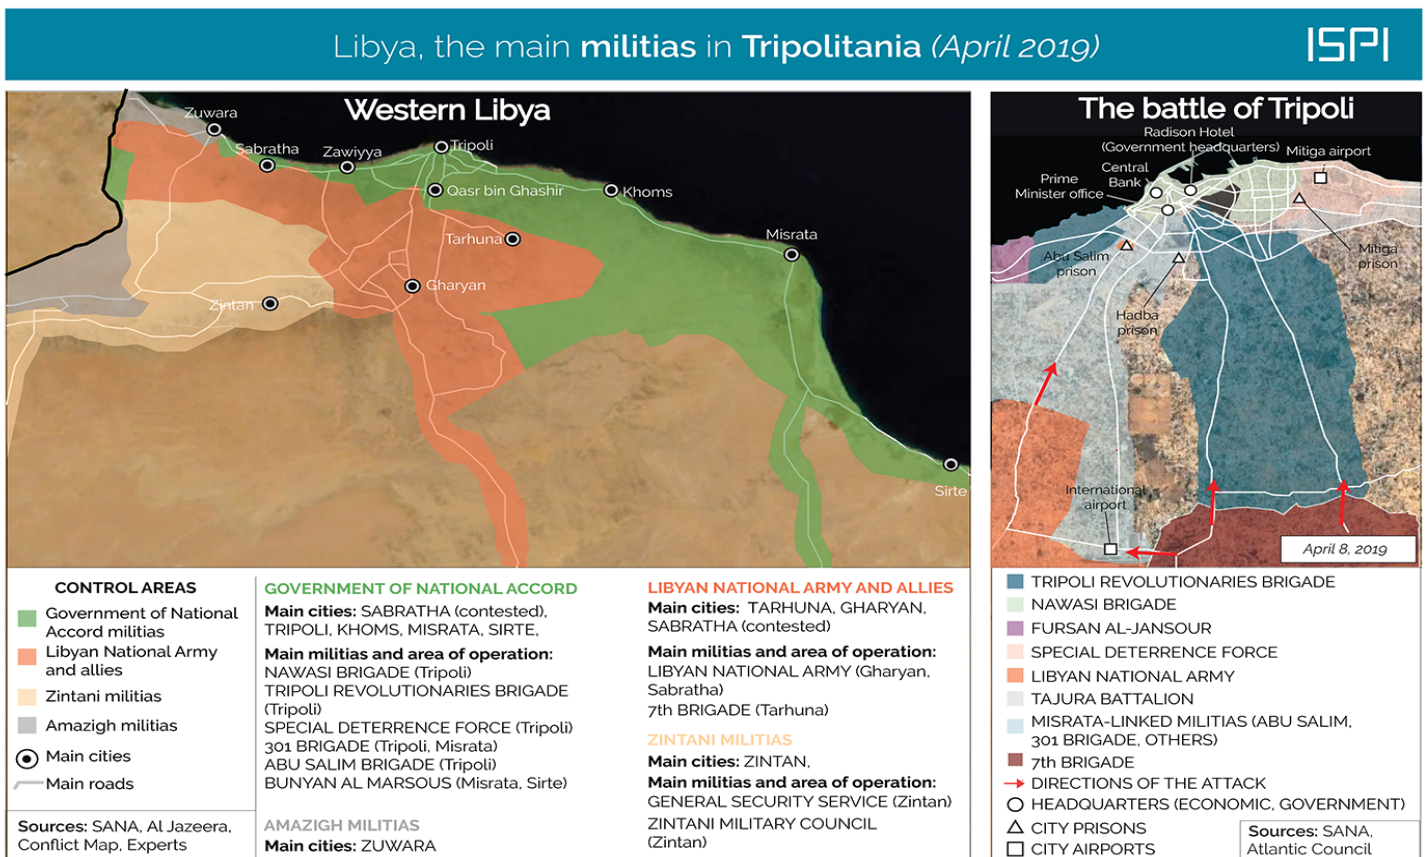 Libya, the main militias in Tripolitania (April 2019)
ISPI
Western Libya
Zuwara
Sabratha
Zawiyya
Tripoli
Qasr bin Ghashir
Khoms
Tarhuna
Misrata
Gharyan
Zintan
Sirte
The battle of Tripoli
Radison Hotel
(Government headquarters)
Mitiga airport
Central
Bank
Prime
Minister office
Abu Salim
prison
Mitiga
prison
Hadba
prison
International
airport
April 8, 2019
CONTROL AREAS
Government of National
Accord militias
Libyan National Army
and allies
Zintani militias
Amazigh militias
Main cities
Main roads
Sources: SANA, Al Jazeera,
Conflict Map, Experts
GOVERNMENT OF NATIONAL ACCORD
Main cities: SABRATHA (contested),
TRIPOLI, KHOMS, MISRATA, SIRTE,
Main militias and area of operation:
NAWASI BRIGADE (Tripoli)
TRIPOLI REVOLUTIONARIES BRIGADE
(Tripoli)
SPECIAL DETERRENCE FORCE (Tripoli)
301 BRIGADE (Tripoli, Misrata)
ABU SALIM BRIGADE (Tripoli)
BUNYAN AL MARSOUS (Misrata, Sirte)
AMAZIGH MILITIAS
Main cities: ZUWARA
LIBYAN NATIONAL ARMY AND ALLIES
Main cities: TARHUNA, GHARYAN,
SABRATHA (contested)
Main militias and area of operation:
LIBYAN NATIONAL ARMY (Gharyan,
Sabratha)
7th BRIGADE (Tarhuna)
ZINTANI MILITIAS
Main cities: ZINTAN,
Main militias and area of operation:
GENERAL SECURITY SERVICE (Zintan)
ZINTANI MILITARY COUNCIL
(Zintan)
TRIPOLI REVOLUTIONARIES BRIGADE
NAWASI BRIGADE
FURSAN AL-JANSOUR
SPECIAL DETERRENCE FORCE
LIBYAN NATIONAL ARMY
TAJURA BATTALION
MISRATA-LINKED MILITIAS (ABU SALIM,
301 BRIGADE, OTHERS)
7th BRIGADE
DIRECTIONS OF THE ATTACK
HEADQUARTERS (ECONOMIC, GOVERNMENT)
CITY PRISONS
CITY AIRPORTS
Sources: SANA,
Atlantic Council